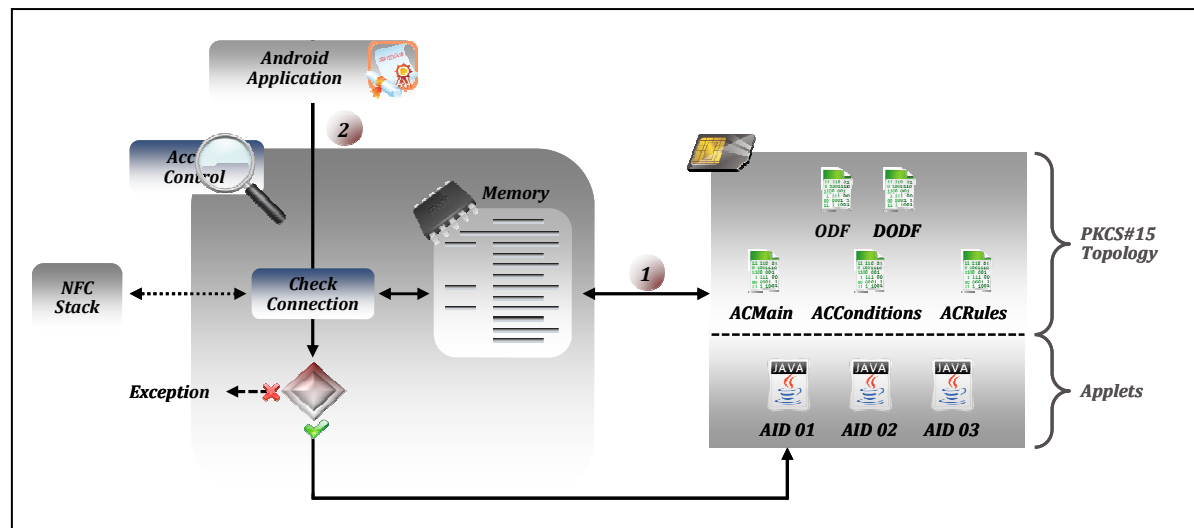 Android
Application
2
Control
Memory
NFC
Stack
Check
Connection
1
Exception
ODF
DODF
ACMain
ACConditions
ACRules
PKCS#15
Topology
JAVA
JAVA
JAVA
AID 01
AID 02
AID 03
Applets